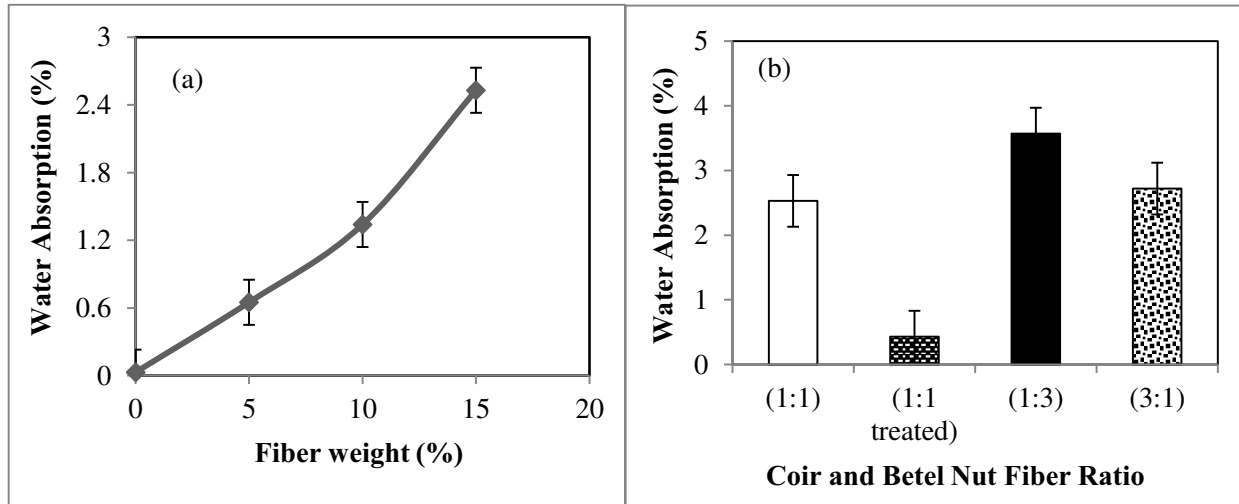 (a)
Water Absorption (%)
3
2.4
1.8
1.2
0.6
0
0 5 10 15 20
Fiber weight (%)
(b)
Water Absorption (%)
5
4
3
2
1
0
(1:1) (1:1 (1:3) (3:1)
treated)
Coir and Betel Nut Fiber Ratio